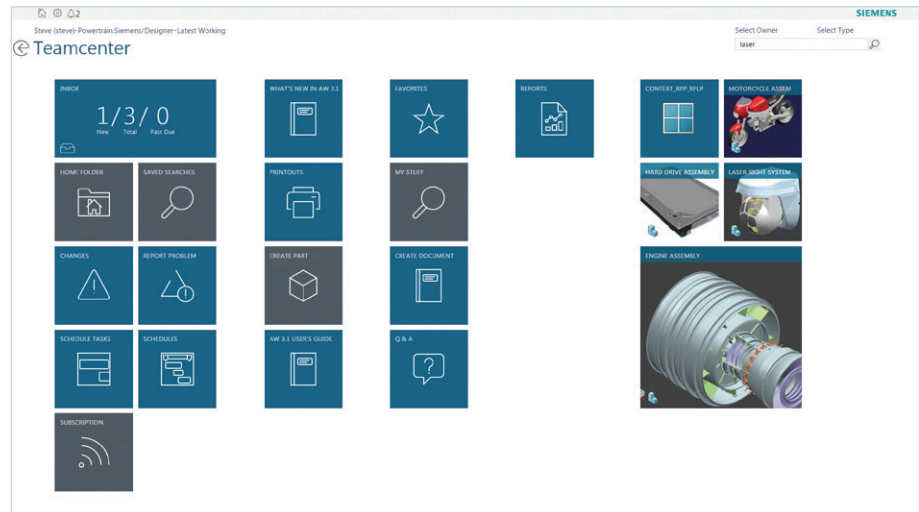 2
SIEMENS
Steve (steve)-Powertrain.Siemens/Designer-Latest Working
Select Owner
Select Type
Teamcenter
laser
INBOX
1/3/0
New Total Past Due
WHAT'S NEW IN AW 3.1
FAVORITES
REPORTS
CONTEXT_RPP_RFLP
MOTORCYCLE ASSEM
HOME FOLDER
SAVED SEARCHES
PRINTOUTS
MY STUFF
HARD DRIVE ASSEMBLY
LASER SIGHT SYSTEM
CHANGES
REPORT PROBLEM
CREATE PART
CREATE DOCUMENT
ENGINE ASSEMBLY
SCHEDULE TASKS
SCHEDULES
AW 3.1 USER'S GUIDE
Q & A
SUBSCRIPTION